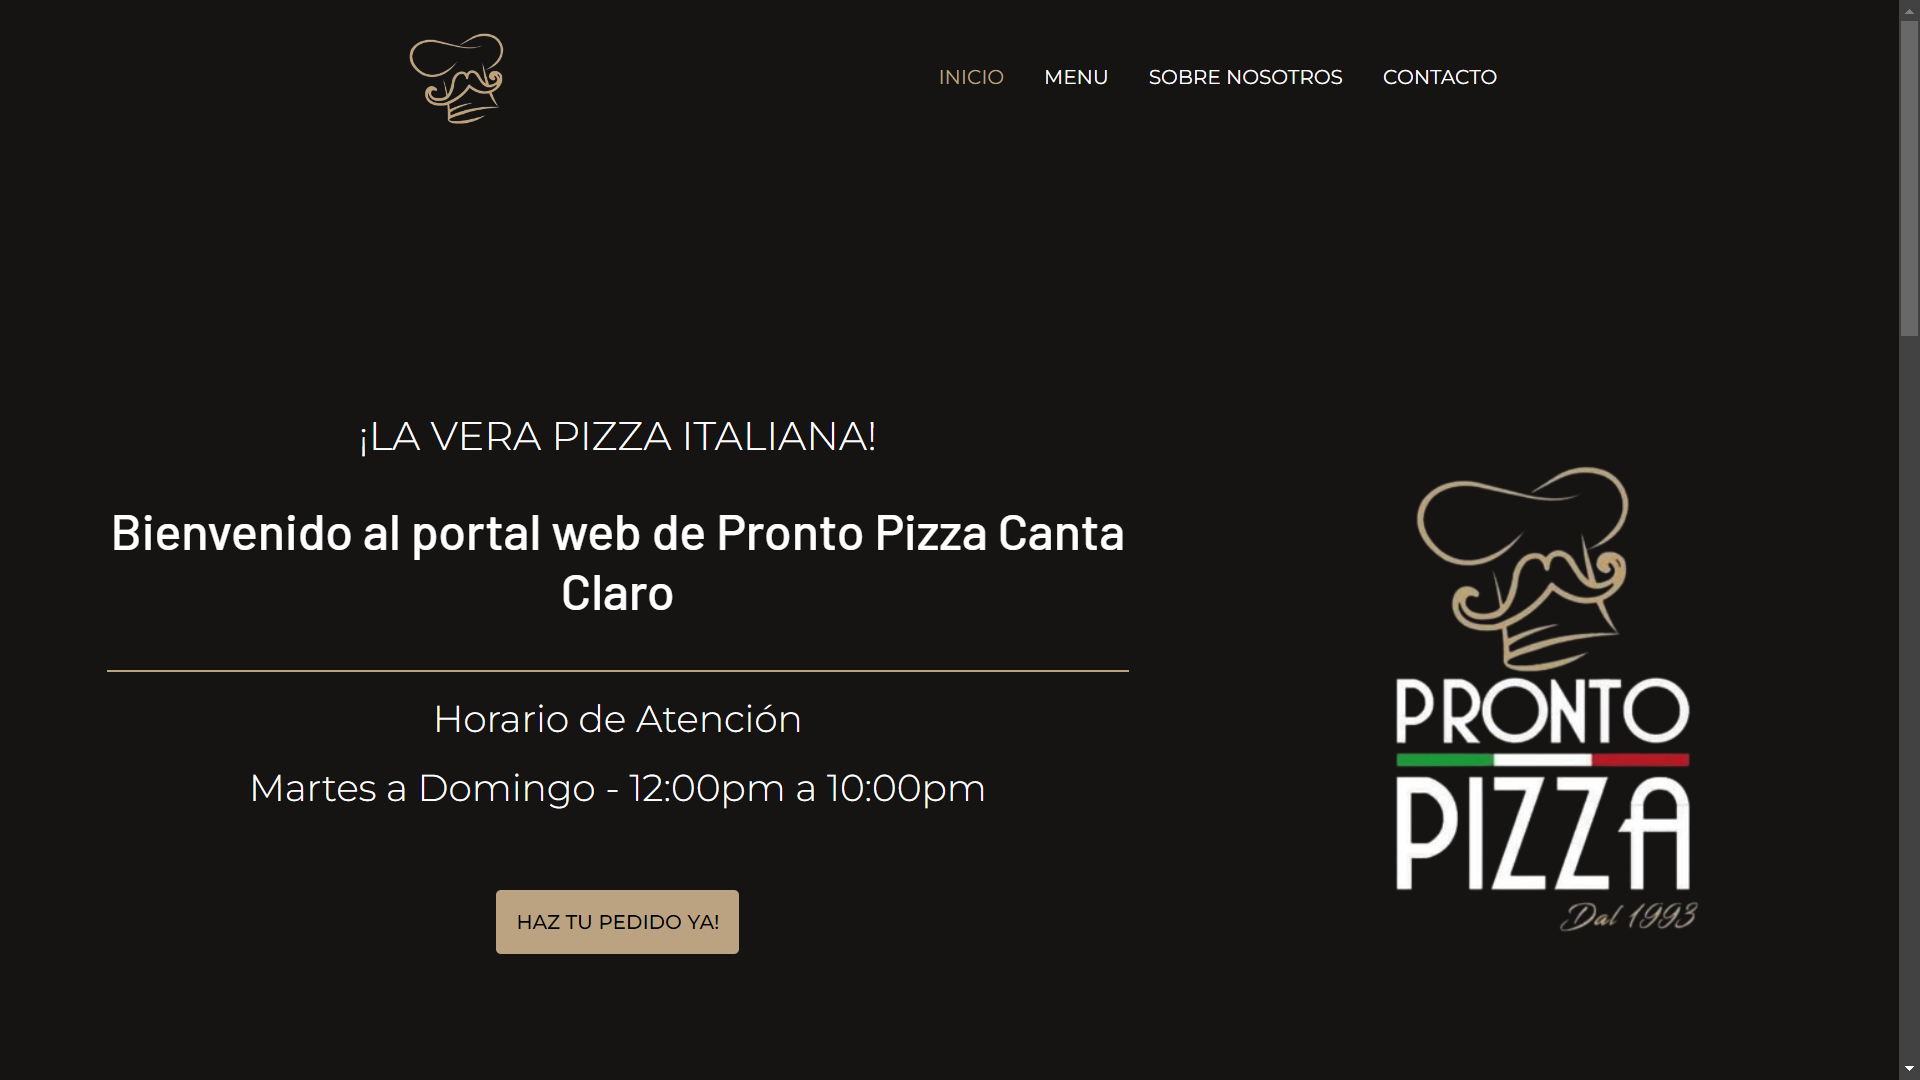 INICIO MENU SOBRE NOSOTROS CONTACTO
¡LA VERA PIZZA ITALIANA!
Bienvenido al portal web de Pronto Pizza Canta
Claro
Horario de Atención
Martes a Domingo - 12:00pm a 10:00pm
HAZ TU PEDIDO YA!
PRONTO
PIZZA
Dal 1993